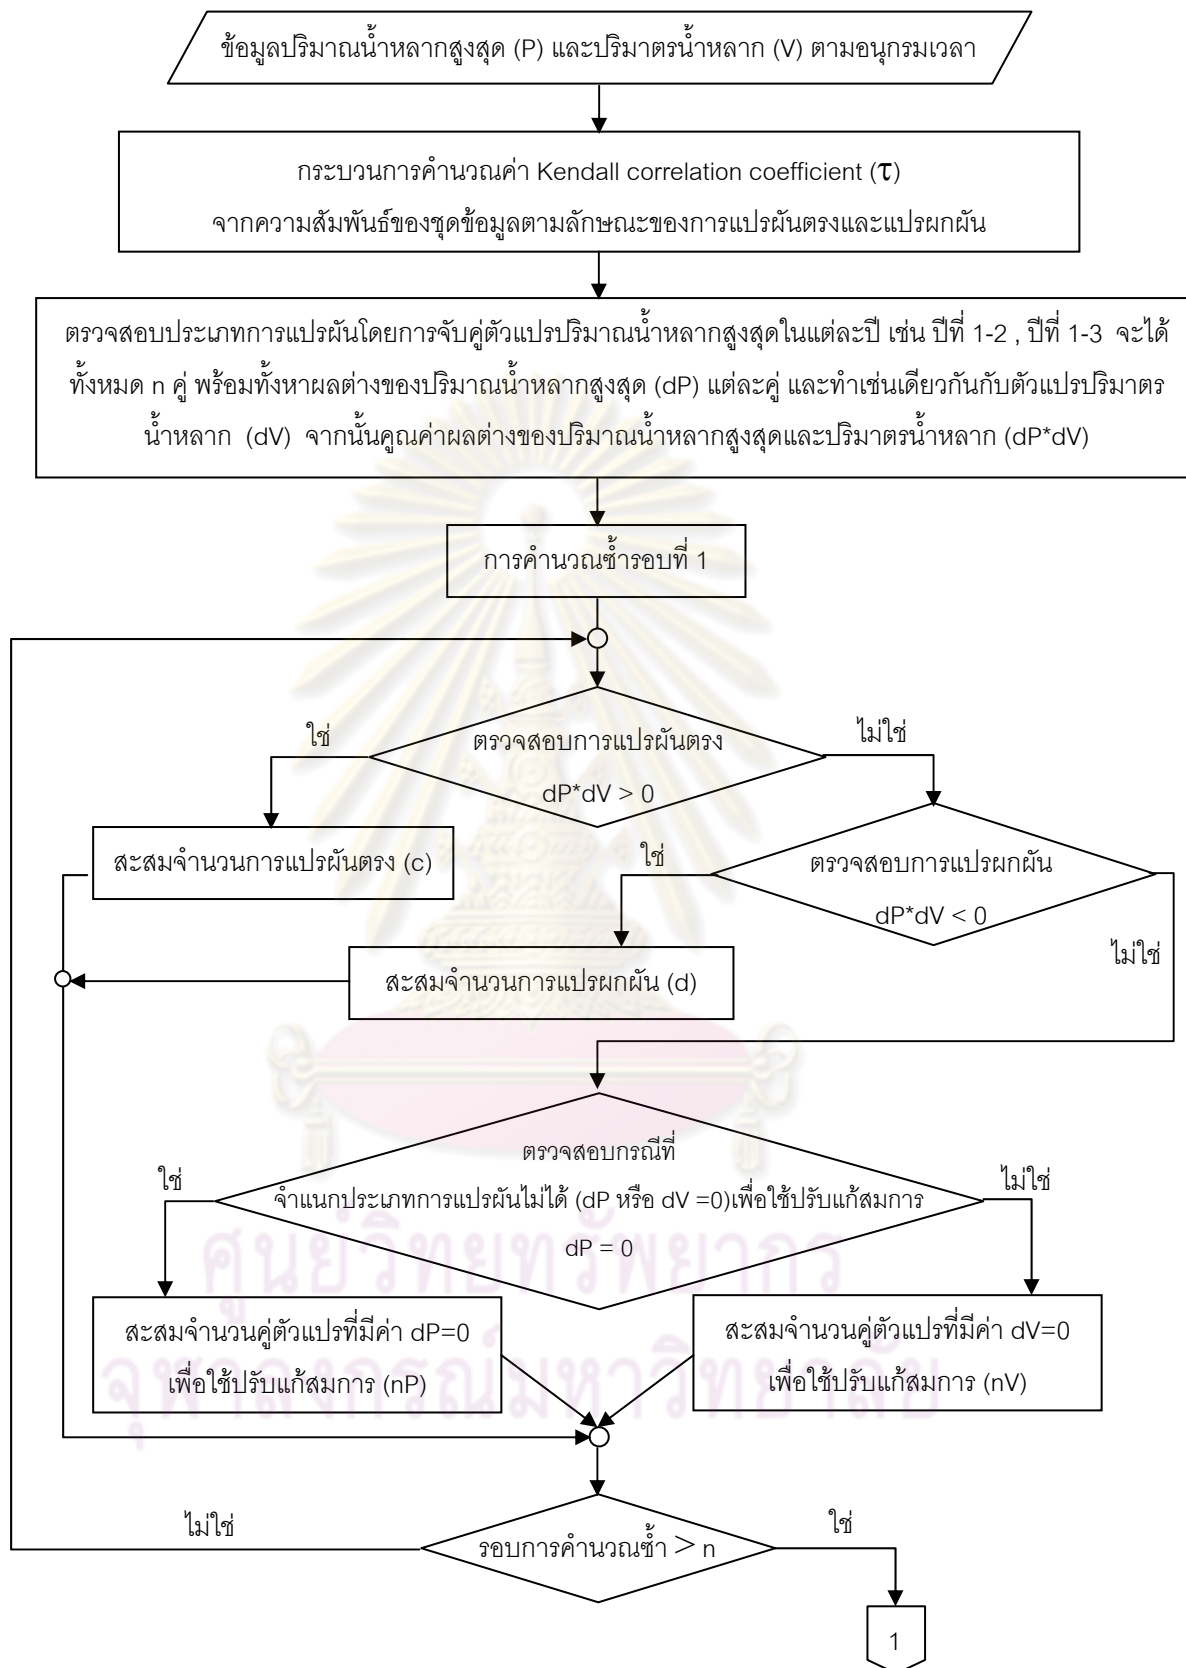 ข้อมูลปริมาณน้ำหลากสูงสุด (P) และปริมาตรน้ำหลาก (V) ตามอนุกรมเวลา
กระบวนการคำนวณค่า Kendall correlation coefficient (τ)
จากความสัมพันธ์ของชุดข้อมูลตามลักษณะของการแปรผันตรงและแปรผกผัน
ตรวจสอบประเภทการแปรผันโดยการจับคู่ตัวแปรปริมาณน้ำหลากสูงสุดในแต่ละปี เช่น ปีที่ 1-2 , ปีที่ 1-3 จะได้
ทั้งหมด n คู่ พร้อมทั้งหาผลต่างของปริมาณน้ำหลากสูงสุด (dP) แต่ละคู่ และทำเช่นเดียวกันกับตัวแปรปริมาตร
น้ำหลาก (dV) จากนั้นคูณค่าผลต่างของปริมาณน้ำหลากสูงสุดและปริมาตรน้ำหลาก (dP*dV)
การคำนวณซ้ำรอบที่ 1
ใช่
ตรวจสอบการแปรผันตรง
dP*dV > 0
ไม่ใช่
สะสมจำนวนการแปรผันตรง (c)
ใช่
ตรวจสอบการแปรผกผัน
dP*dV < 0
ไม่ใช่
สะสมจำนวนการแปรผกผัน (d)
ตรวจสอบกรณีที่
จำแนกประเภทการแปรผันไม่ได้ (dP หรือ dV =0)เพื่อใช้ปรับแก้สมการ
dP = 0
ใช่
ไม่ใช่
สะสมจำนวนคู่ตัวแปรที่มีค่า dP=0
เพื่อใช้ปรับแก้สมการ (nP)
สะสมจำนวนคู่ตัวแปรที่มีค่า dV=0
เพื่อใช้ปรับแก้สมการ (nV)
ศูนย์วิทยทรัพยากร
จุฬาลงกรณ์มหาวิทยาลัย
ไม่ใช่
รอบการคำนวณซ้ำ > n
ใช่
1